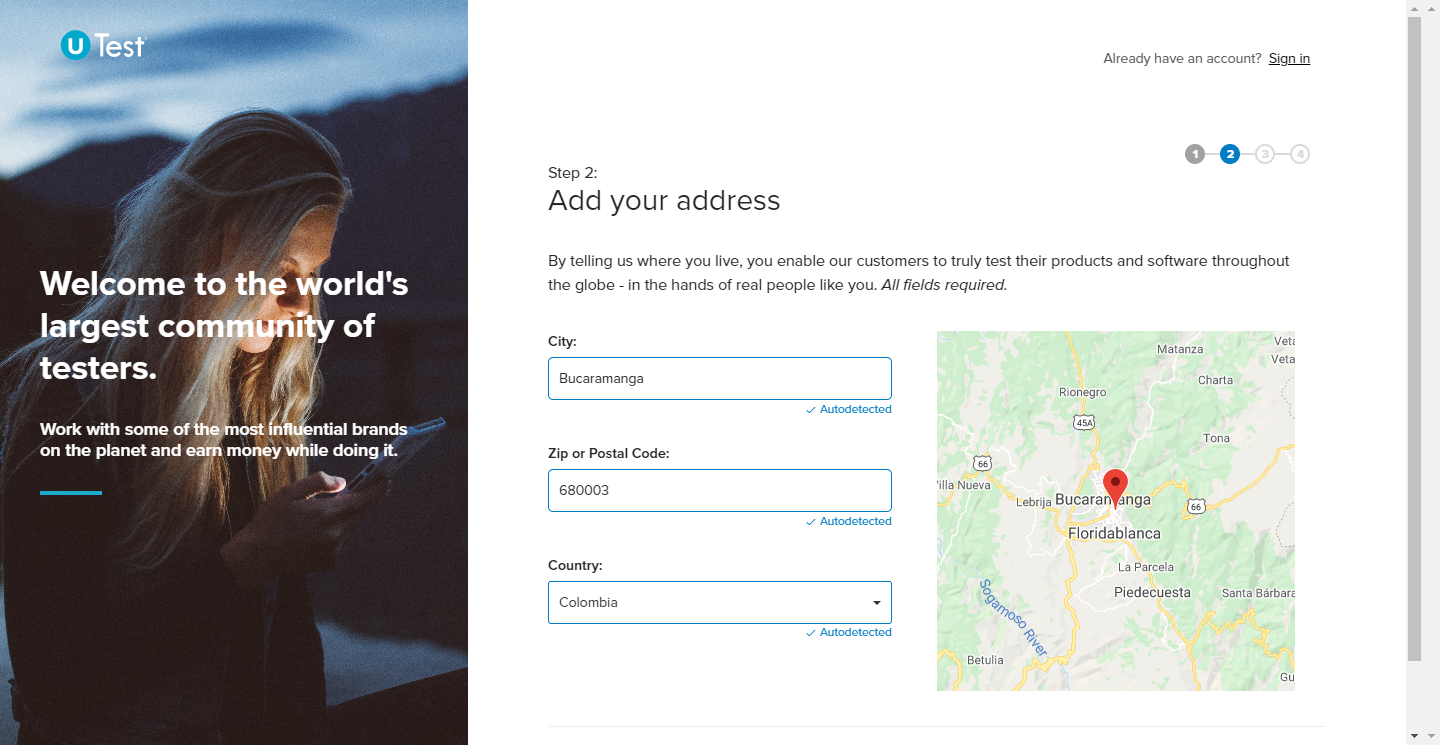 U Test
Welcome to the world's
largest community of
testers.
Work with some of the most influential brands
on the planet and earn money while doing it.
Already have an account? Sign in
1 2 3 4
Step 2:
Add your address
By telling us where you live, you enable our customers to truly test their products and software throughout
the globe - in the hands of real people like you. All fields required.
City:
Bucaramanga
✓ Autodetected
Zip or Postal Code:
680003
✓ Autodetected
Country:
Colombia
✓ Autodetected
Matanza
Veta
Veta
Charta
Rionegro
45A
Tona
66
illa Nueva
Lebrija
Bucaramanga
66
Floridablanca
La Parcela
Piedecuesta
Santa Bárbara
Sogamoso River
Betulia
Gu